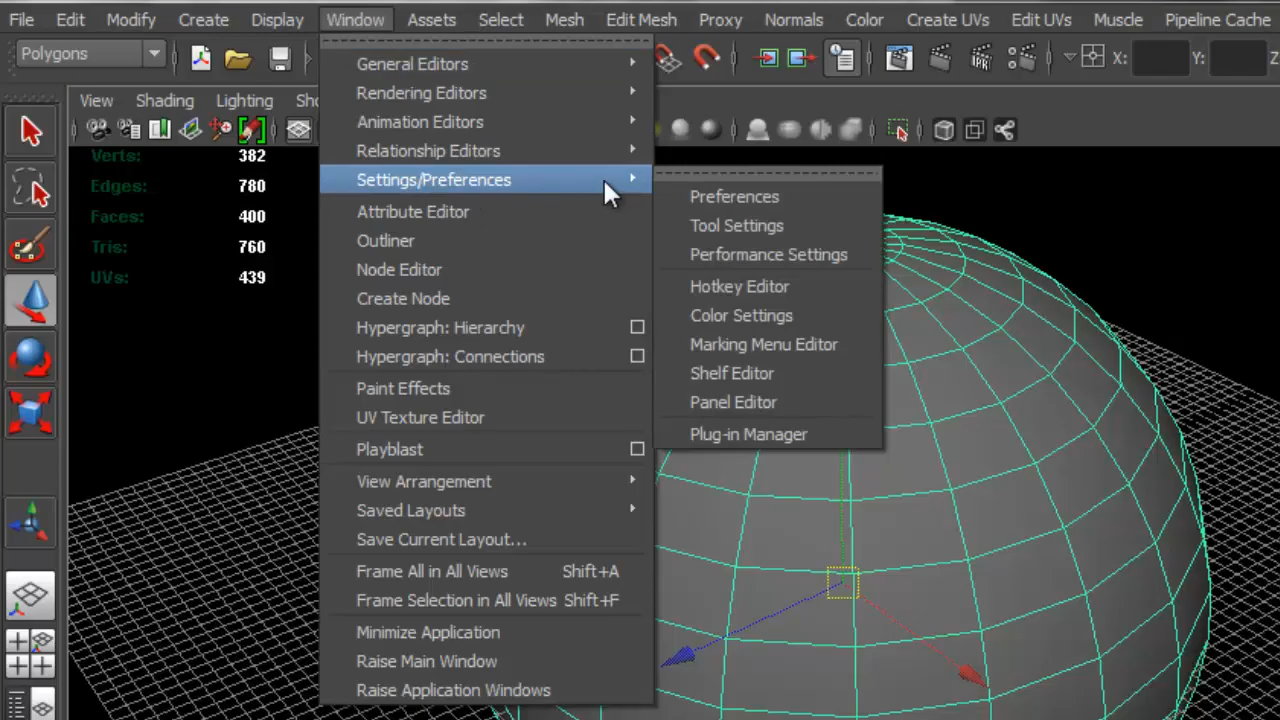 File Edit Modify Create Display Window Assets Select Mesh Edit Mesh Proxy Normals Color Create UVs Edit UVs Muscle Pipeline Cache
Polygons
IPR
X:
Y:
Z
View Shading Lighting Sho
Verts: 382
Edges: 780
Faces: 400
Tris: 760
UVs: 439
General Editors
Rendering Editors
Animation Editors
Relationship Editors
Settings/Preferences
Attribute Editor
Outliner
Node Editor
Create Node
Hypergraph: Hierarchy
Hypergraph: Connections
Paint Effects
UV Texture Editor
Playblast
View Arrangement
Saved Layouts
Save Current Layout...
Frame All in All Views Shift+A
Frame Selection in All Views Shift+F
Minimize Application
Raise Main Window
Raise Application Windows
Preferences
Tool Settings
Performance Settings
Hotkey Editor
Color Settings
Marking Menu Editor
Shelf Editor
Panel Editor
Plug-in Manager